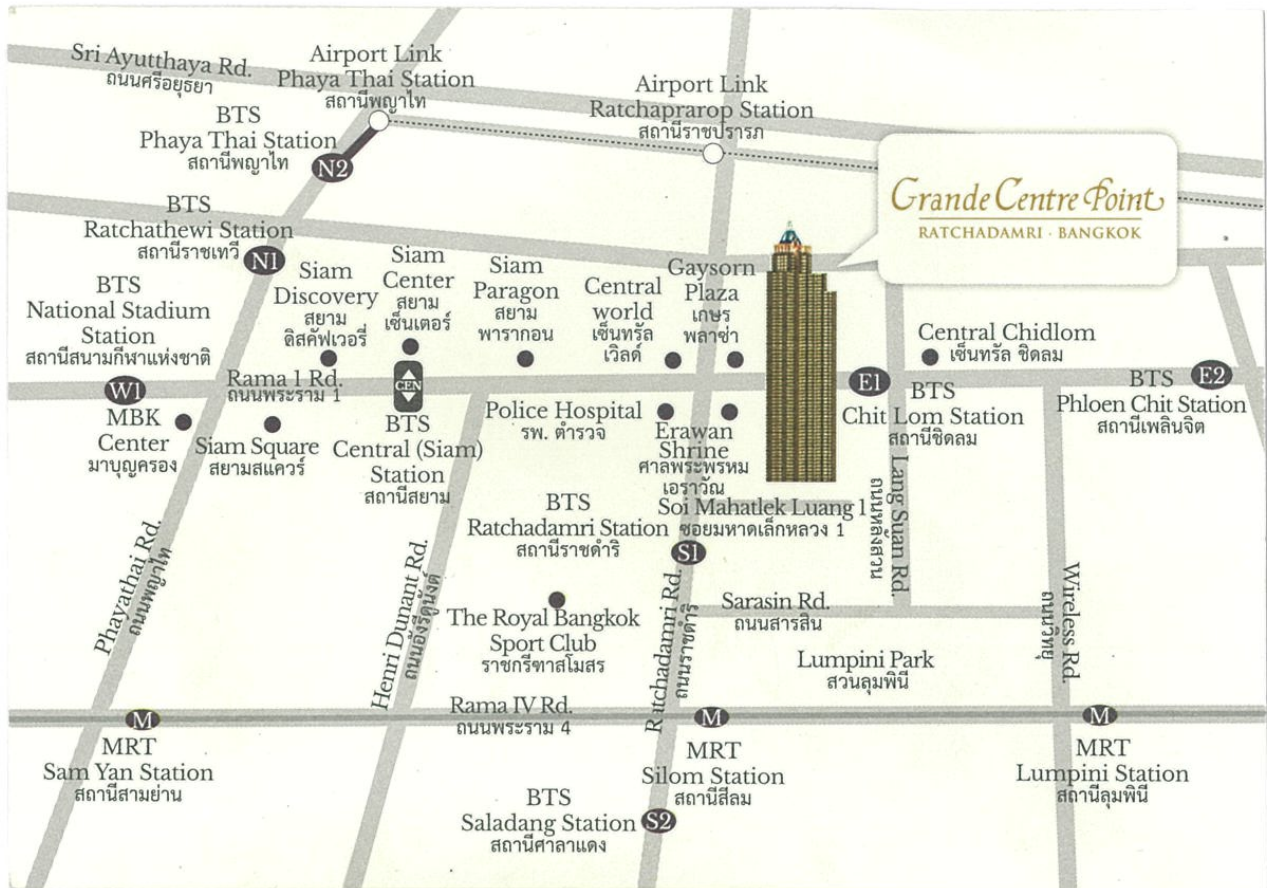 Sri Ayutthaya Rd.
ถนนศรีอยุธยา
Airport Link
Phaya Thai Station
สถานีพญาไท
Airport Link
Ratchaprarop Station
สถานีราชปรารภ
BTS
Phaya Thai Station
สถานีพญาไท
N2
Grande Centre Point
RATCHADAMRI · BANGKOK
BTS
Ratchathewi Station
สถานีราชเทวี
N1
BTS
National Stadium
Station
สถานีสนามกีฬาแห่งชาติ
W1
Siam
Discovery
สยาม
ดิสคัฟเวอรี่
Siam
Center
สยาม
เซ็นเตอร์
Siam
Paragon
สยาม
พารากอน
Central
world
เซ็นทรัล
เวิลด์
Gaysorn
Plaza
เกษร
พลาซ่า
Central Chidlom
เซ็นทรัล ชิดลม
Rama 1 Rd.
ถนนพระราม 1
CEN
E1
E2
MBK
Center
มาบุญครอง
Siam Square
สยามสแควร์
BTS
Central (Siam)
Station
สถานีสยาม
Police Hospital
รพ. ตำรวจ
Erawan
Shrine
ศาลพระพรหม
เอราวัณ
BTS
Chit Lom Station
สถานีชิดลม
BTS
Phloen Chit Station
สถานีเพลินจิต
Soi Mahatlek Luang 1
ซอยมหาดเล็กหลวง 1
BTS
Ratchadamri Station
สถานีราชดำริ
S1
Lang Suan Rd.
ถนนหลังสวน
Phayathai Rd.
ถนนพญาไท
Henri Dunant Rd.
ถนนอังรีดูนังต์
The Royal Bangkok
Sport Club
ราชกรีฑาสโมสร
Ratchadamri Rd.
ถนนราชดำริ
Sarasin Rd.
ถนนสารสิน
Wireless Rd.
ถนนวิทยุ
Lumpini Park
สวนลุมพินี
Rama IV Rd.
ถนนพระราม 4
M
MRT
Sam Yan Station
สถานีสามย่าน
M
MRT
Silom Station
สถานีสีลม
M
MRT
Lumpini Station
สถานีลุมพินี
BTS
Saladang Station
สถานีศาลาแดง
S2